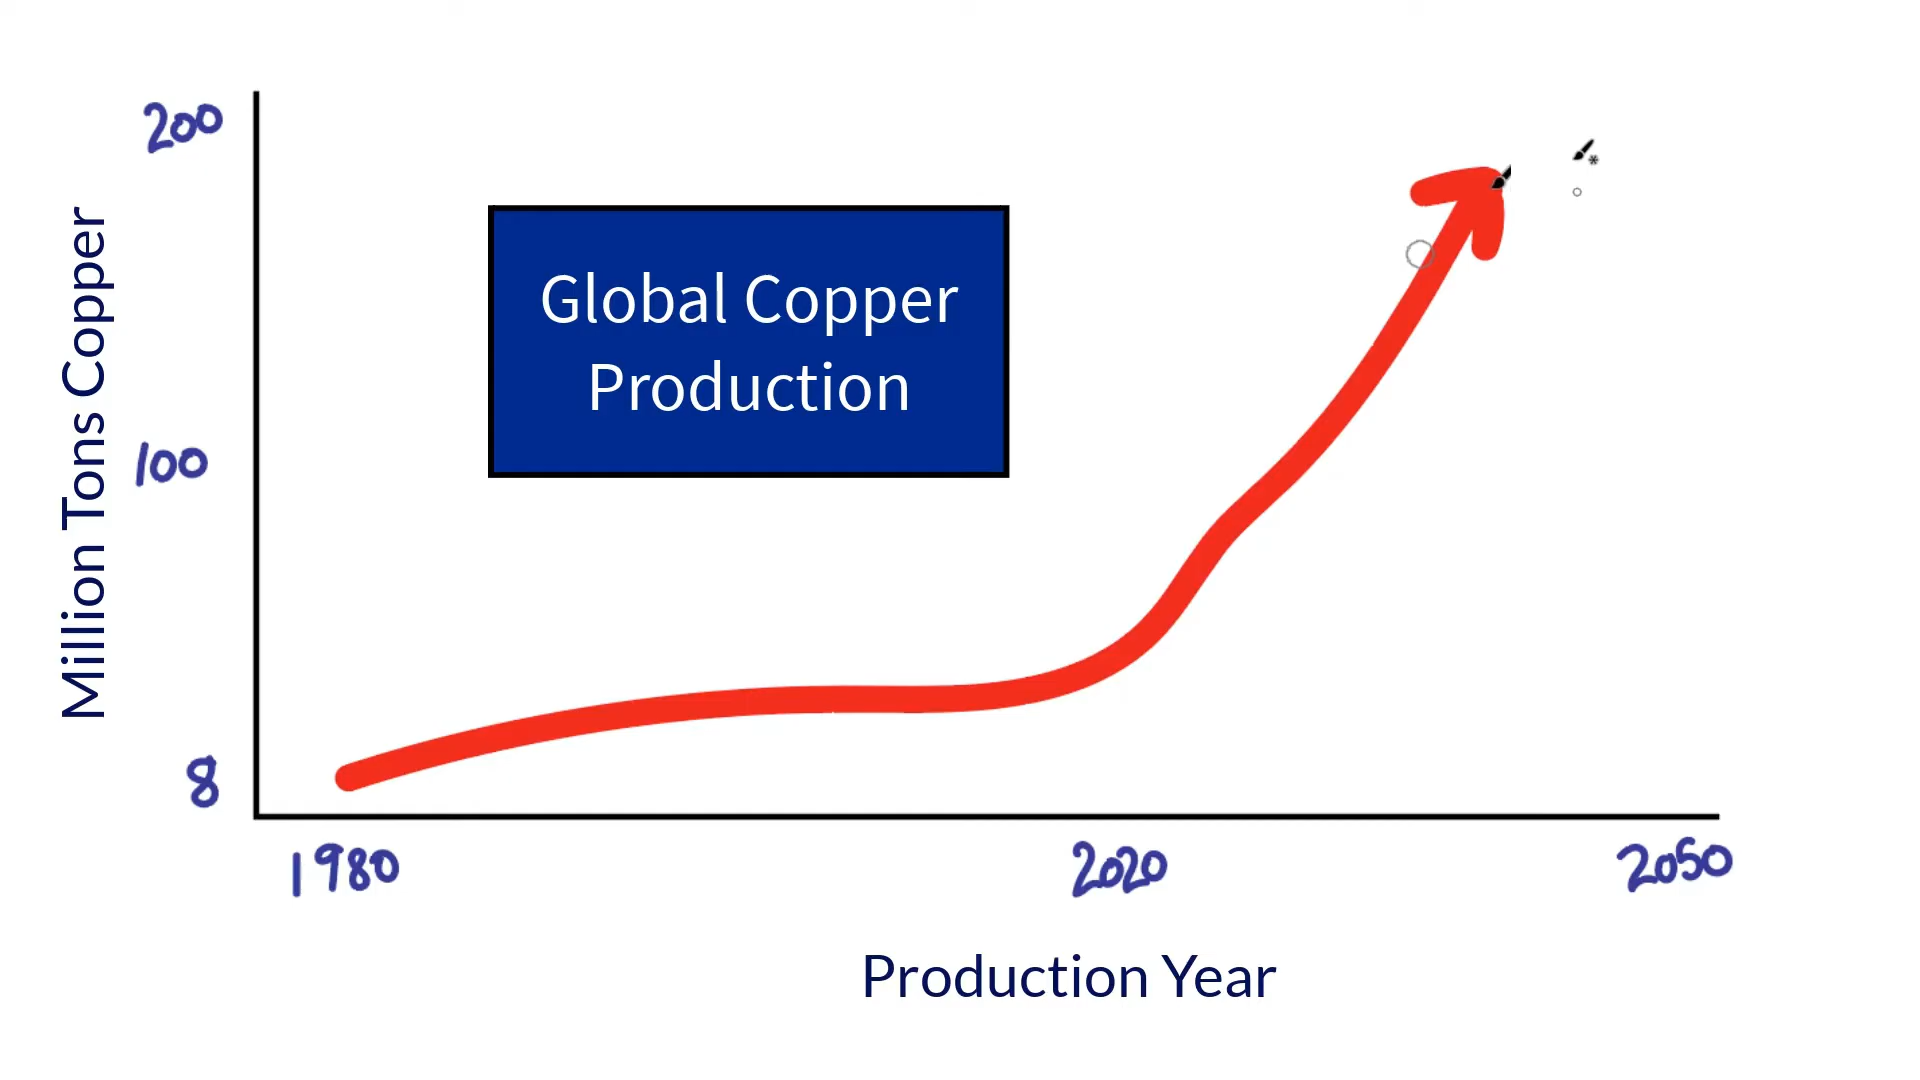 200
Global Copper
Production
Million Tons Copper
100
8
1980
2020
2050
Production Year